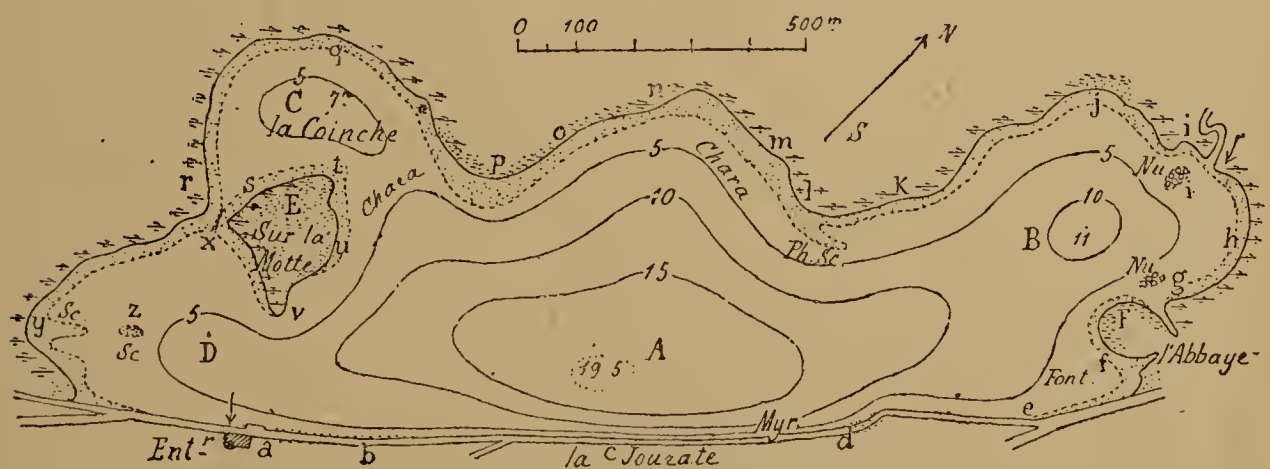 0 100 500m
N
S
q
5
C 7m
la Coinche
n
o
m
p
5
Chara
l
k
j
i
r
Nu
i
5
10
B
11
h
Nu
g
r
s
t
E
Sur la
Motte
u
x
v
Chara
10
15
Ph. Sc.
y
Sc
z
Sc
5
D
A
19 5
F
l'Abbaye
f
Font.
e
Myr.
Ent.r
a
b
c
d
la Jourate